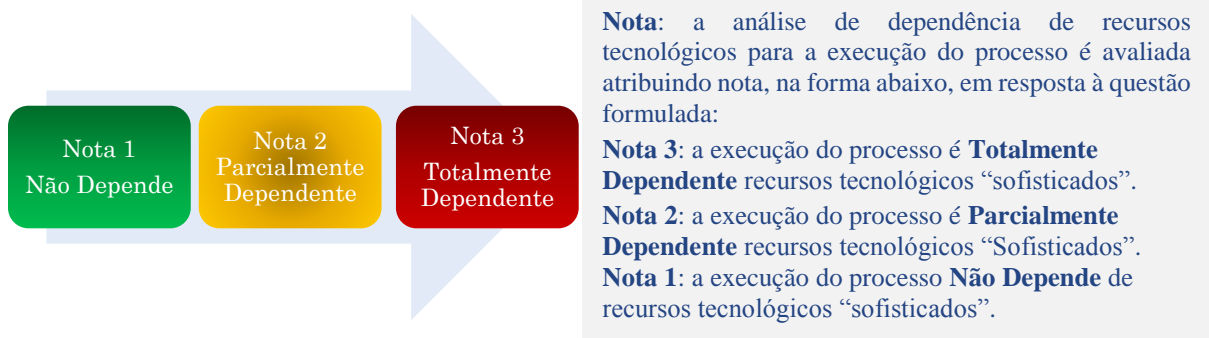 Nota 1
Não Depende
Nota 2
Parcialmente
Dependente
Nota 3
Totalmente
Dependente
Nota: a análise de dependência de recursos
tecnológicos para a execução do processo é avaliada
atribuindo nota, na forma abaixo, em resposta à questão
formulada:
Nota 3: a execução do processo é Totalmente
Dependente recursos tecnológicos “sofisticados”.
Nota 2: a execução do processo é Parcialmente
Dependente recursos tecnológicos “Sofisticados”.
Nota 1: a execução do processo Não Depende de
recursos tecnológicos “sofisticados”.